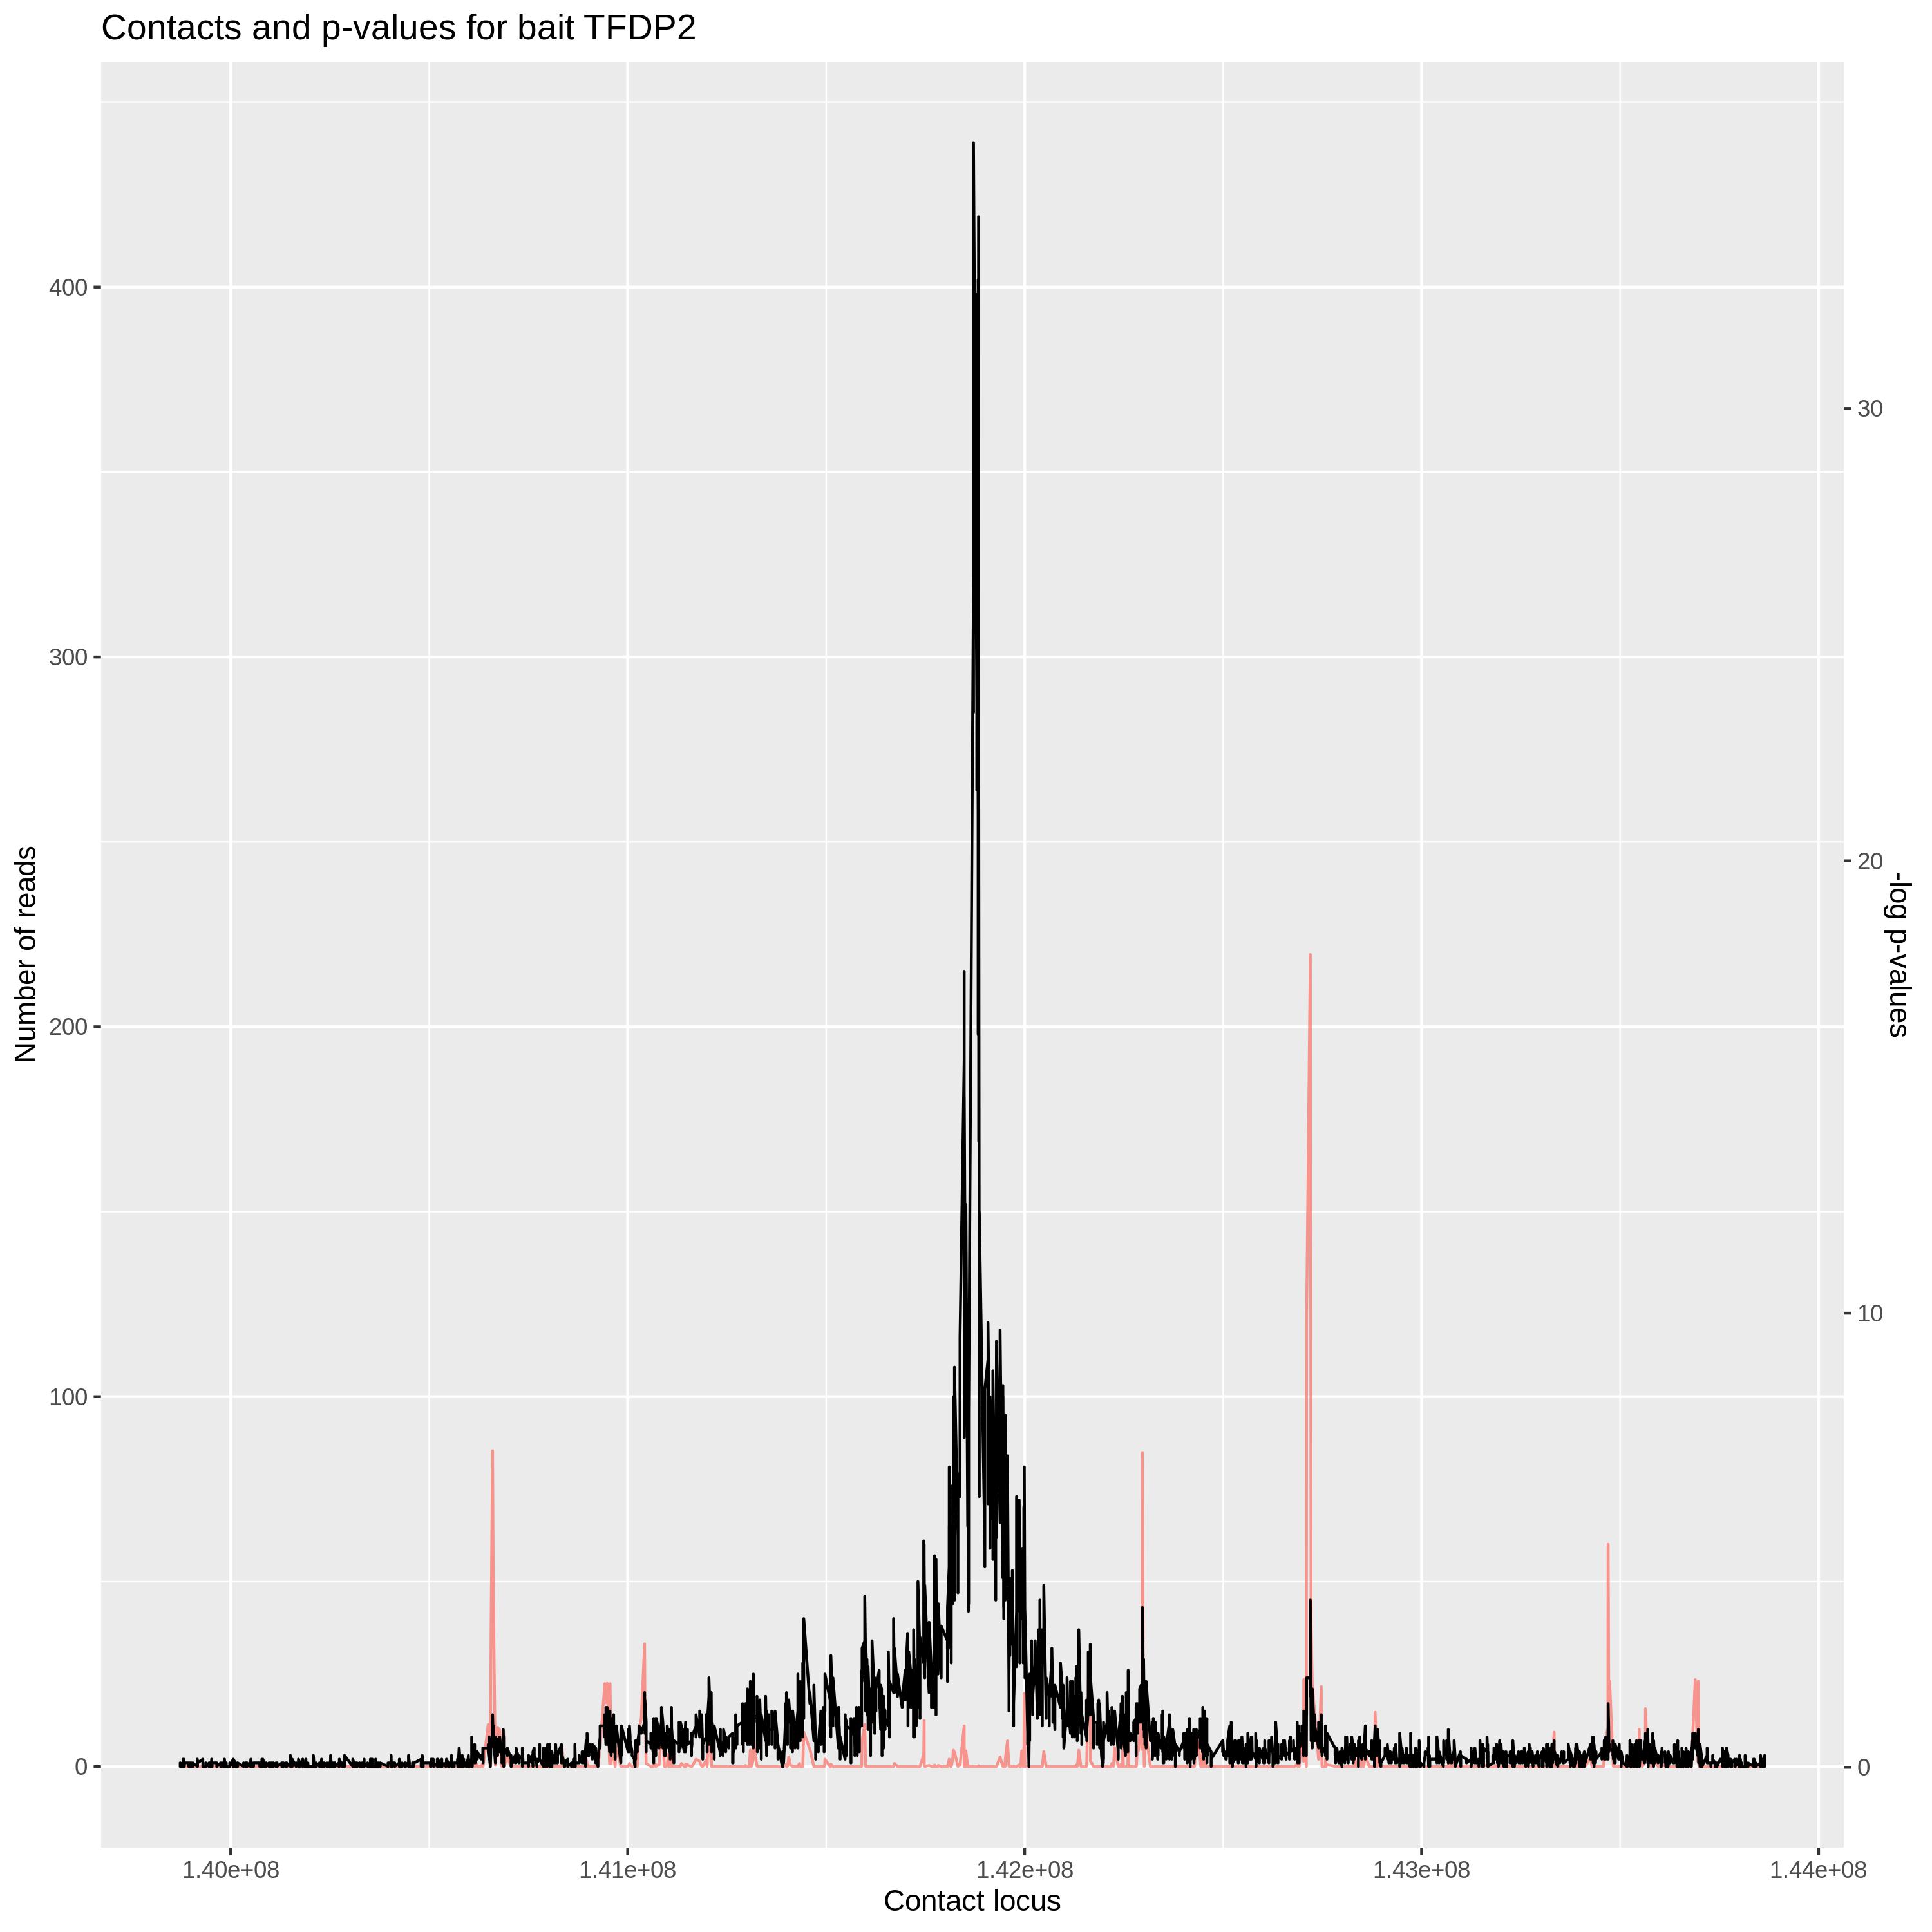 Contacts and p-values for bait TFDP2
Number of reads
400
300
200
100
0
30
20
10
0
-log p-values
1.40e+08
1.41e+08
1.42e+08
1.43e+08
1.44e+08
Contact locus